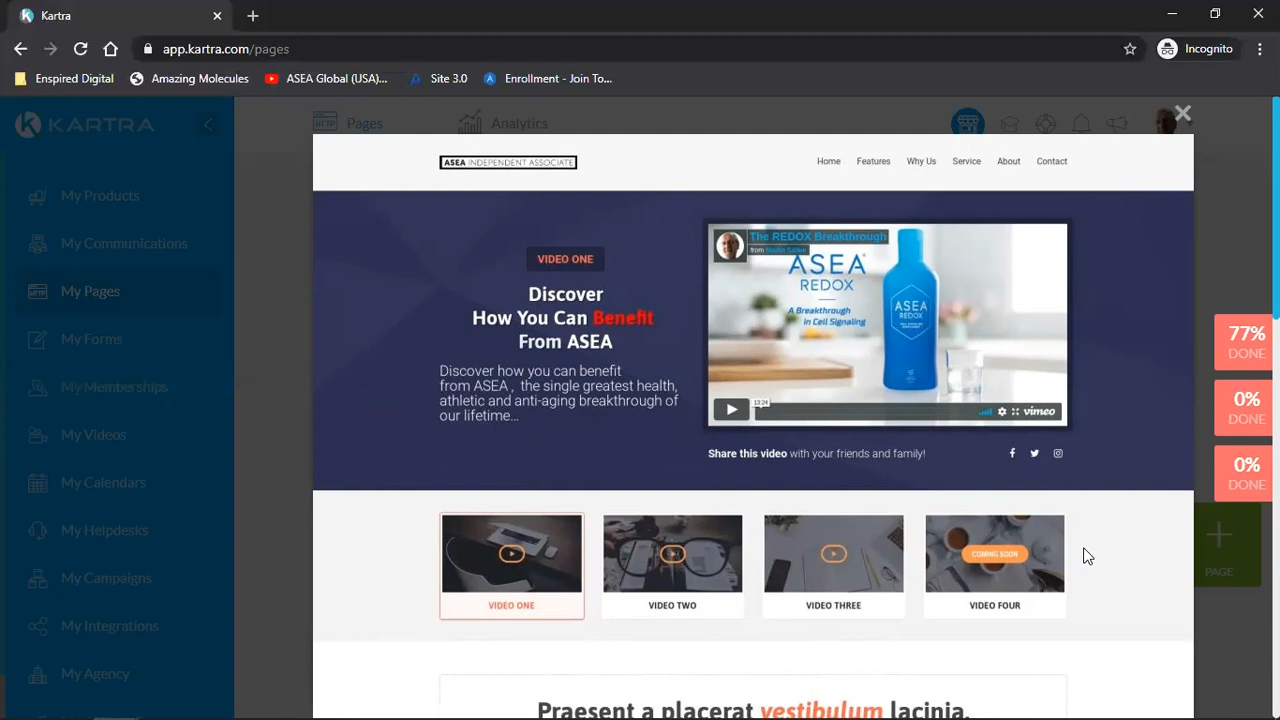 Kartra
app.kartra.com/pages
Incognito
Enspired Digital
Amazing Molecules
ASEA Global (USA)...
Site 3.0
Enrollment - Join To...
KARTRA
Pages
Analytics
My Products
My Communications
My Pages
My Forms
My Memberships
My Videos
My Calendars
My Helpdesks
My Campaigns
My Integrations
My Agency
ASEA INDEPENDENT ASSOCIATE
Home
Features
Why Us
Service
About
Contact
VIDEO ONE
Discover
How You Can Benefit
From ASEA
Discover how you can benefit
from ASEA , the single greatest health,
athletic and anti-aging breakthrough of
our lifetime...
The REDOX Breakthrough
from
ASEA
REDOX
A Breakthrough
in Cell Signaling
ASEA
REDOX
13:24
vimeo
Share this video with your friends and family!
VIDEO ONE
VIDEO TWO
VIDEO THREE
COMING SOON
VIDEO FOUR
Praesent a placerat vestibulum lacinia.
77%
DONE
0%
DONE
0%
DONE
PAGE